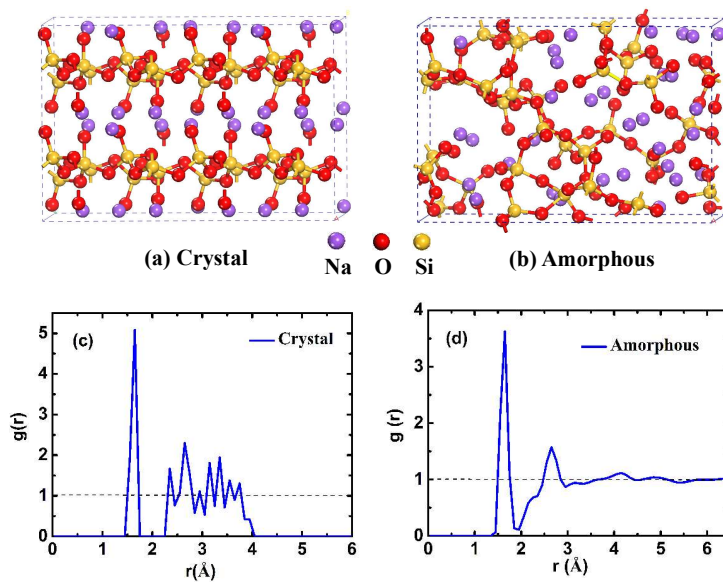 (a) Crystal
(b) Amorphous
Na O Si
(c)
Crystal
g(r)
5
4
3
2
1
0
0 1 2 3 4 5 6
r(Å)
(d)
Amorphous
g (r)
4
3
2
1
0
0 1 2 3 4 5 6
r (Å)